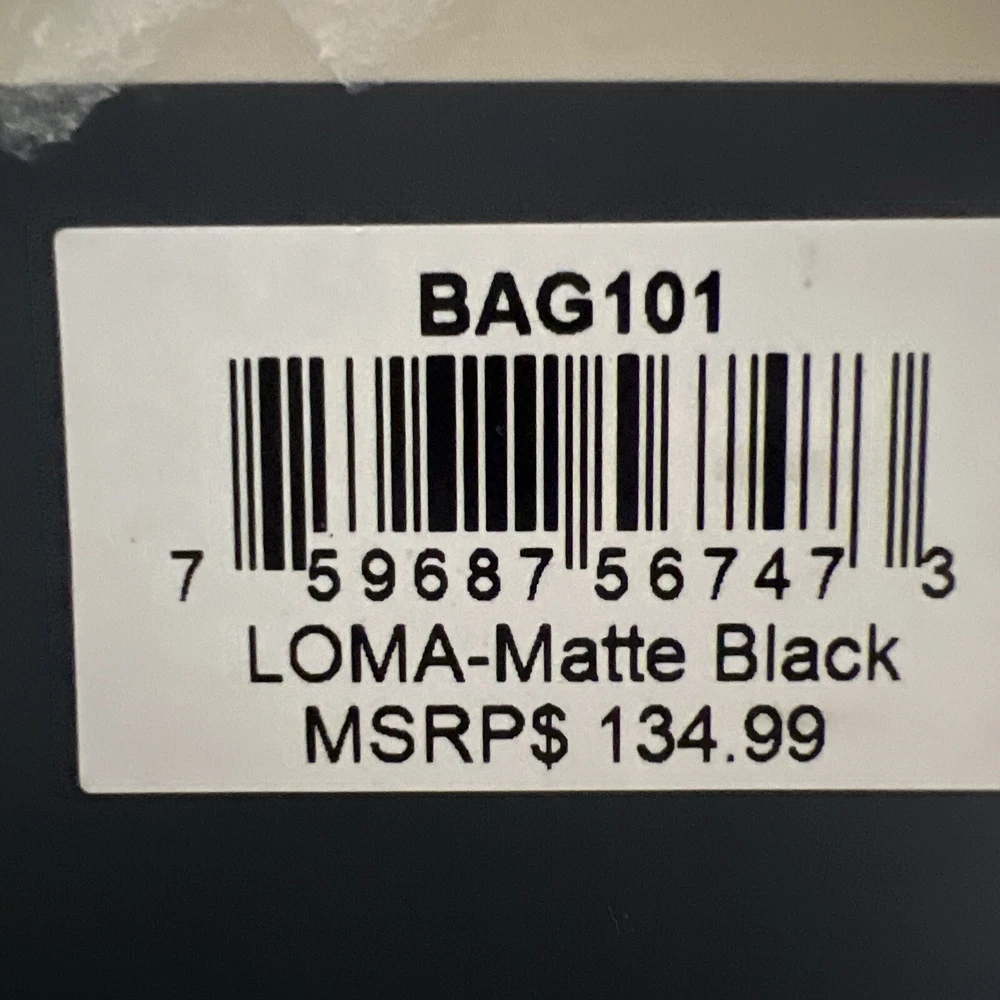 BAG101
7 59687 56747 3
LOMA-Matte Black
MSRP$ 134.99